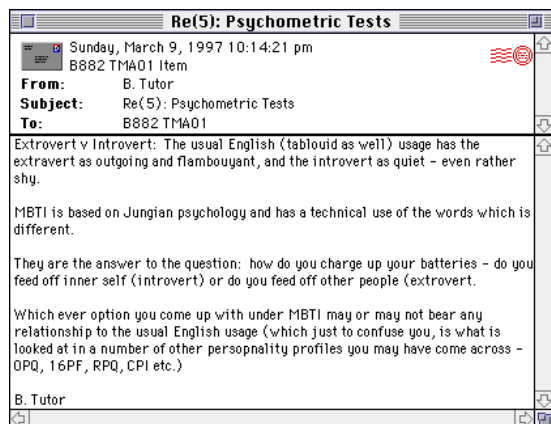 Re(5): Psychometric Tests
Sunday, March 9, 1997 10:14:21 pm
B882 TMA01 Item
From: B. Tutor
Subject: Re(5): Psychometric Tests
To: B882 TMA01
Extrovert v Introvert: The usual English (tablouid as well) usage has the
extravert as outgoing and flambouyant, and the introvert as quiet - even rather
shy.
MBTI is based on Jungian psychology and has a technical use of the words which is
different.
They are the answer to the question: how do you charge up your batteries - do you
feed off inner self (introvert) or do you feed off other people (extrovert.
Which ever option you come up with under MBTI may or may not bear any
relationship to the usual English usage (which just to confuse you, is what is
looked at in a number of other persopnality profiles you may have come across -
OPQ, 16PF, RPQ, CPI etc.)
B. Tutor